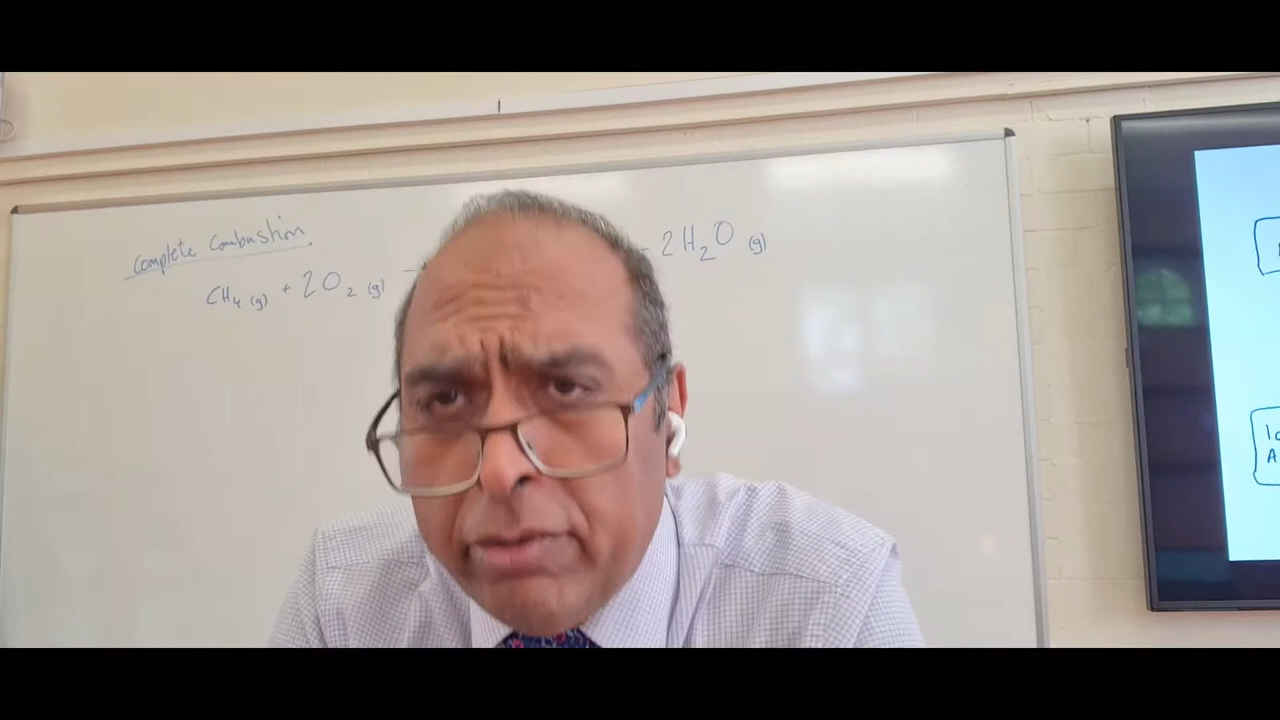 Complete Combustion
CH4 (g) + 2O2 (g) + 2H2O (g)